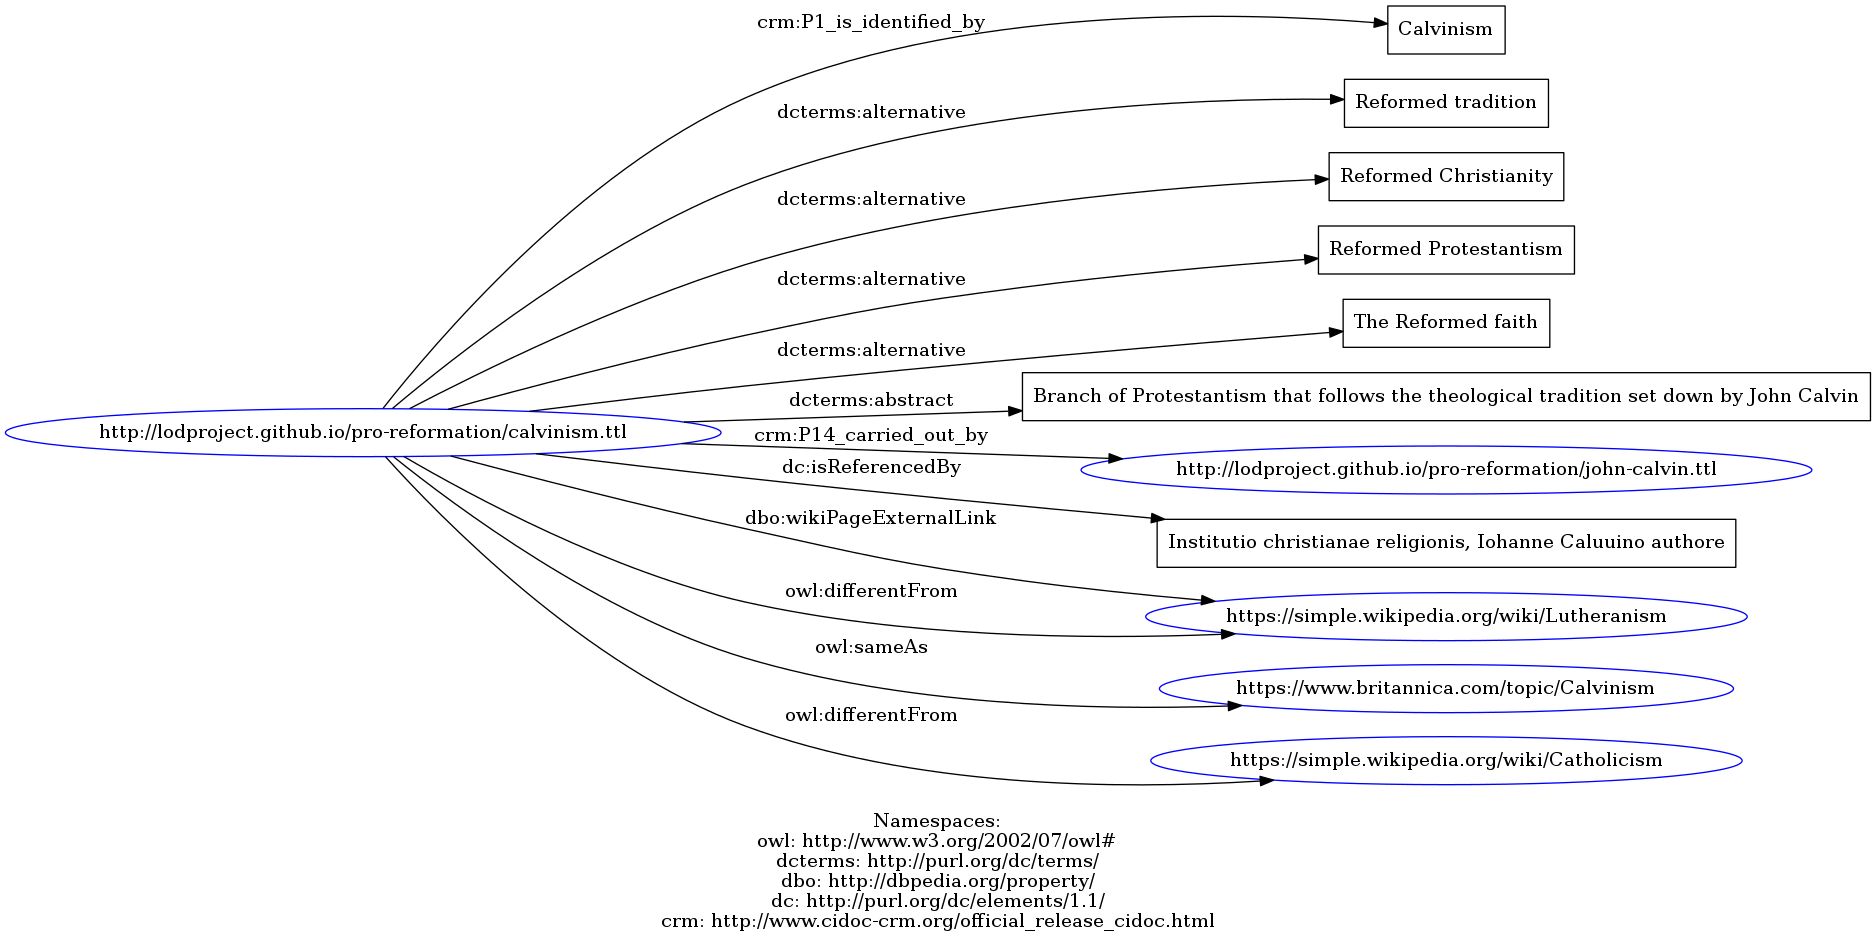 crm:P1_is_identified_by
Calvinism
dcterms:alternative
Reformed tradition
dcterms:alternative
Reformed Christianity
dcterms:alternative
Reformed Protestantism
dcterms:alternative
The Reformed faith
dcterms:abstract
Branch of Protestantism that follows the theological tradition set down by John Calvin
http://lodproject.github.io/pro-reformation/calvinism.ttl
crm:P14_carried_out_by
http://lodproject.github.io/pro-reformation/john-calvin.ttl
dc:isReferencedBy
Institutio christianae religionis, Iohanne Caluuino authore
dbo:wikiPageExternalLink
owl:differentFrom
https://simple.wikipedia.org/wiki/Lutheranism
owl:sameAs
https://www.britannica.com/topic/Calvinism
owl:differentFrom
https://simple.wikipedia.org/wiki/Catholicism
Namespaces:
owl: http://www.w3.org/2002/07/owl#
dcterms: http://purl.org/dc/terms/
dbo: http://dbpedia.org/property/
dc: http://purl.org/dc/elements/1.1/
crm: http://www.cidoc-crm.org/official_release_cidoc.html